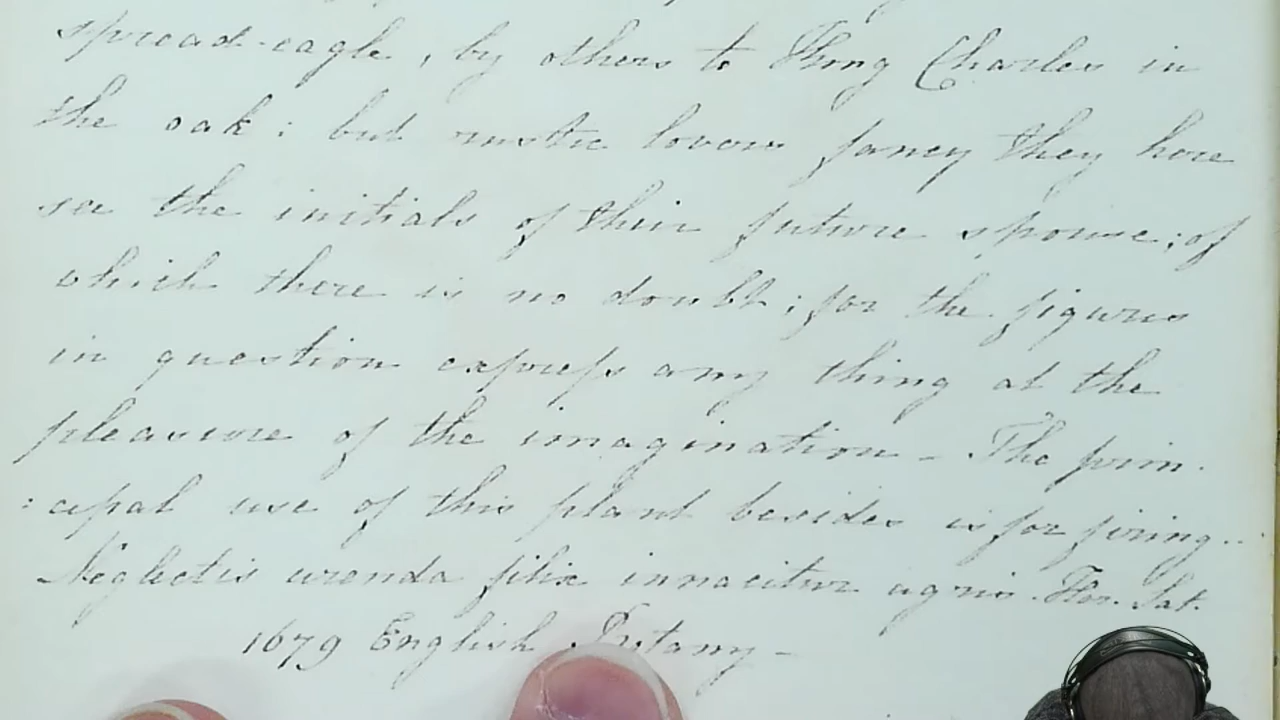 spread-eagle, by others to King Charles in
the oak: but rustic lovers fancy they here
see the initials of their future spouse; of
which there is no doubt; for the figures
in question express any thing at the
pleasure of the imagination – The prin-
:cipal use of this plant besides is for firing..
Neglectis urenda filix innacitur agris. Hor. Sat.
1679 English Botany –